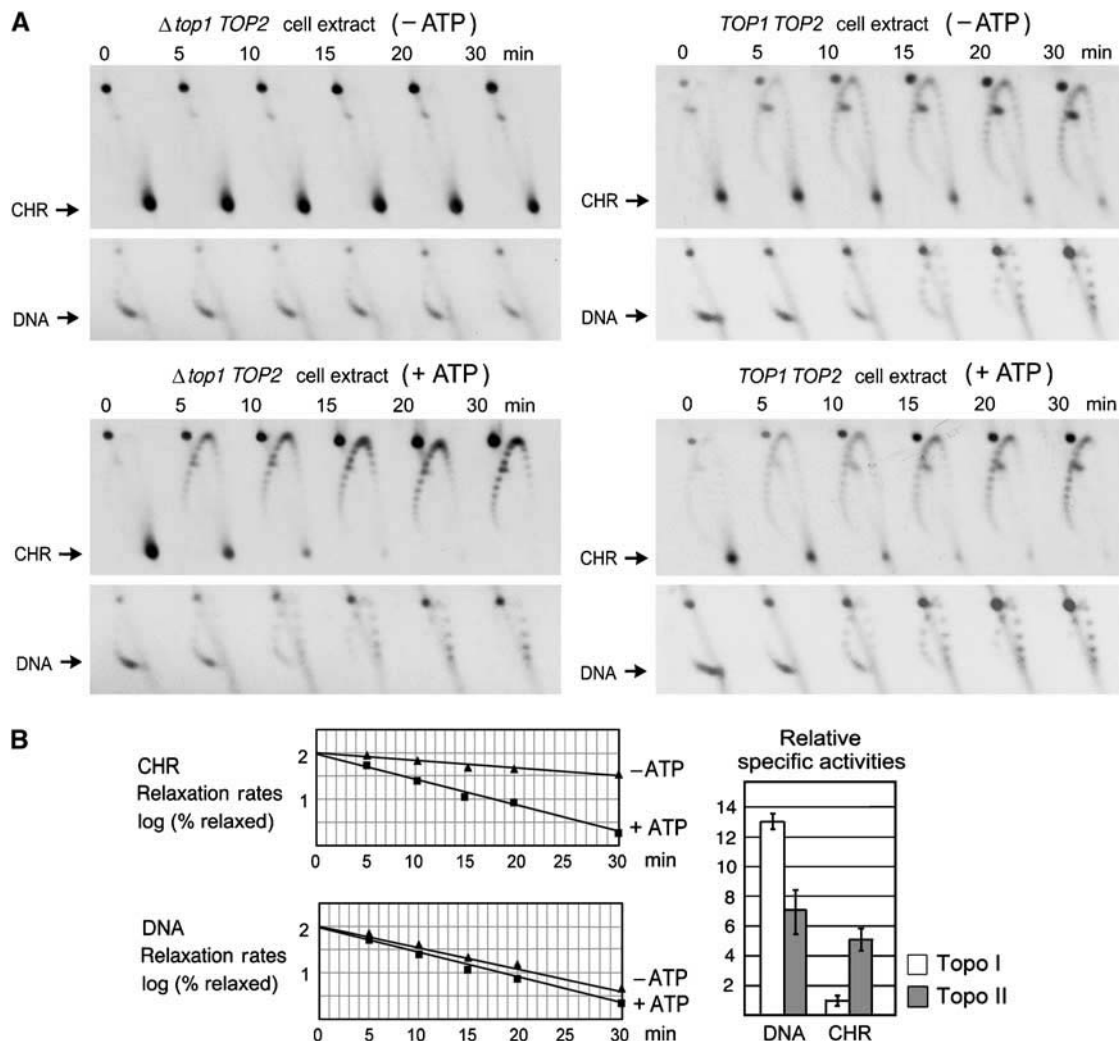 A
Δtop1 TOP2 cell extract (– ATP)
0 5 10 15 20 30 min
CHR →
DNA →
TOP1 TOP2 cell extract (– ATP)
0 5 10 15 20 30 min
CHR →
DNA →
Δtop1 TOP2 cell extract (+ ATP)
0 5 10 15 20 30 min
CHR →
DNA →
TOP1 TOP2 cell extract (+ ATP)
0 5 10 15 20 30 min
CHR →
DNA →
B
CHR
Relaxation rates
log (% relaxed)
2
1
–ATP
+ ATP
0 5 10 15 20 25 30 min
DNA
Relaxation rates
log (% relaxed)
2
1
–ATP
+ ATP
0 5 10 15 20 25 30 min
Relative
specific activities
14
12
10
8
6
4
2
DNA CHR
Topo I
Topo II